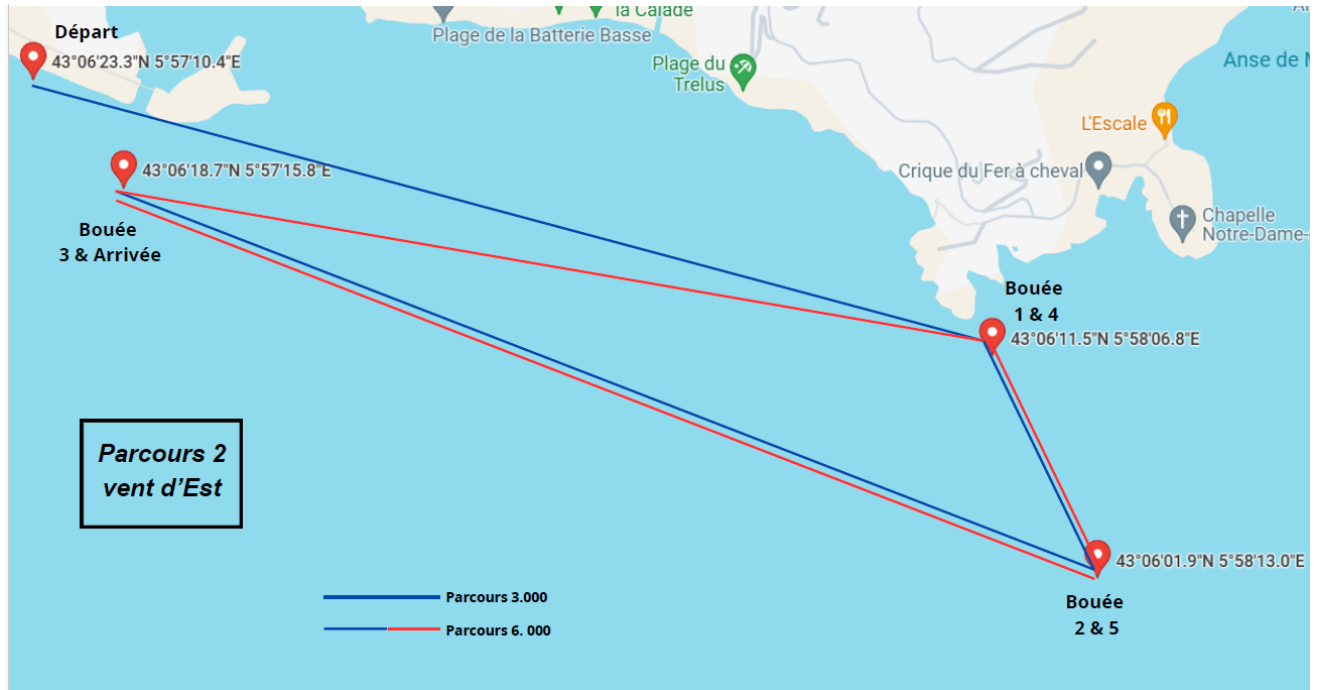 la Calade
Départ
Plage de la Batterie Basse
43°06'23.3"N 5°57'10.4"E
Plage du
Trelus
Anse de
L'Escale
43°06'18.7"N 5°57'15.8"E
Crique du Fer à cheval
Chapelle
Notre-Dame-
Bouée
3 & Arrivée
Bouée
1 & 4
43°06'11.5"N 5°58'06.8"E
Parcours 2
vent d'Est
43°06'01.9"N 5°58'13.0"E
Bouée
2 & 5
Parcours 3.000
Parcours 6. 000